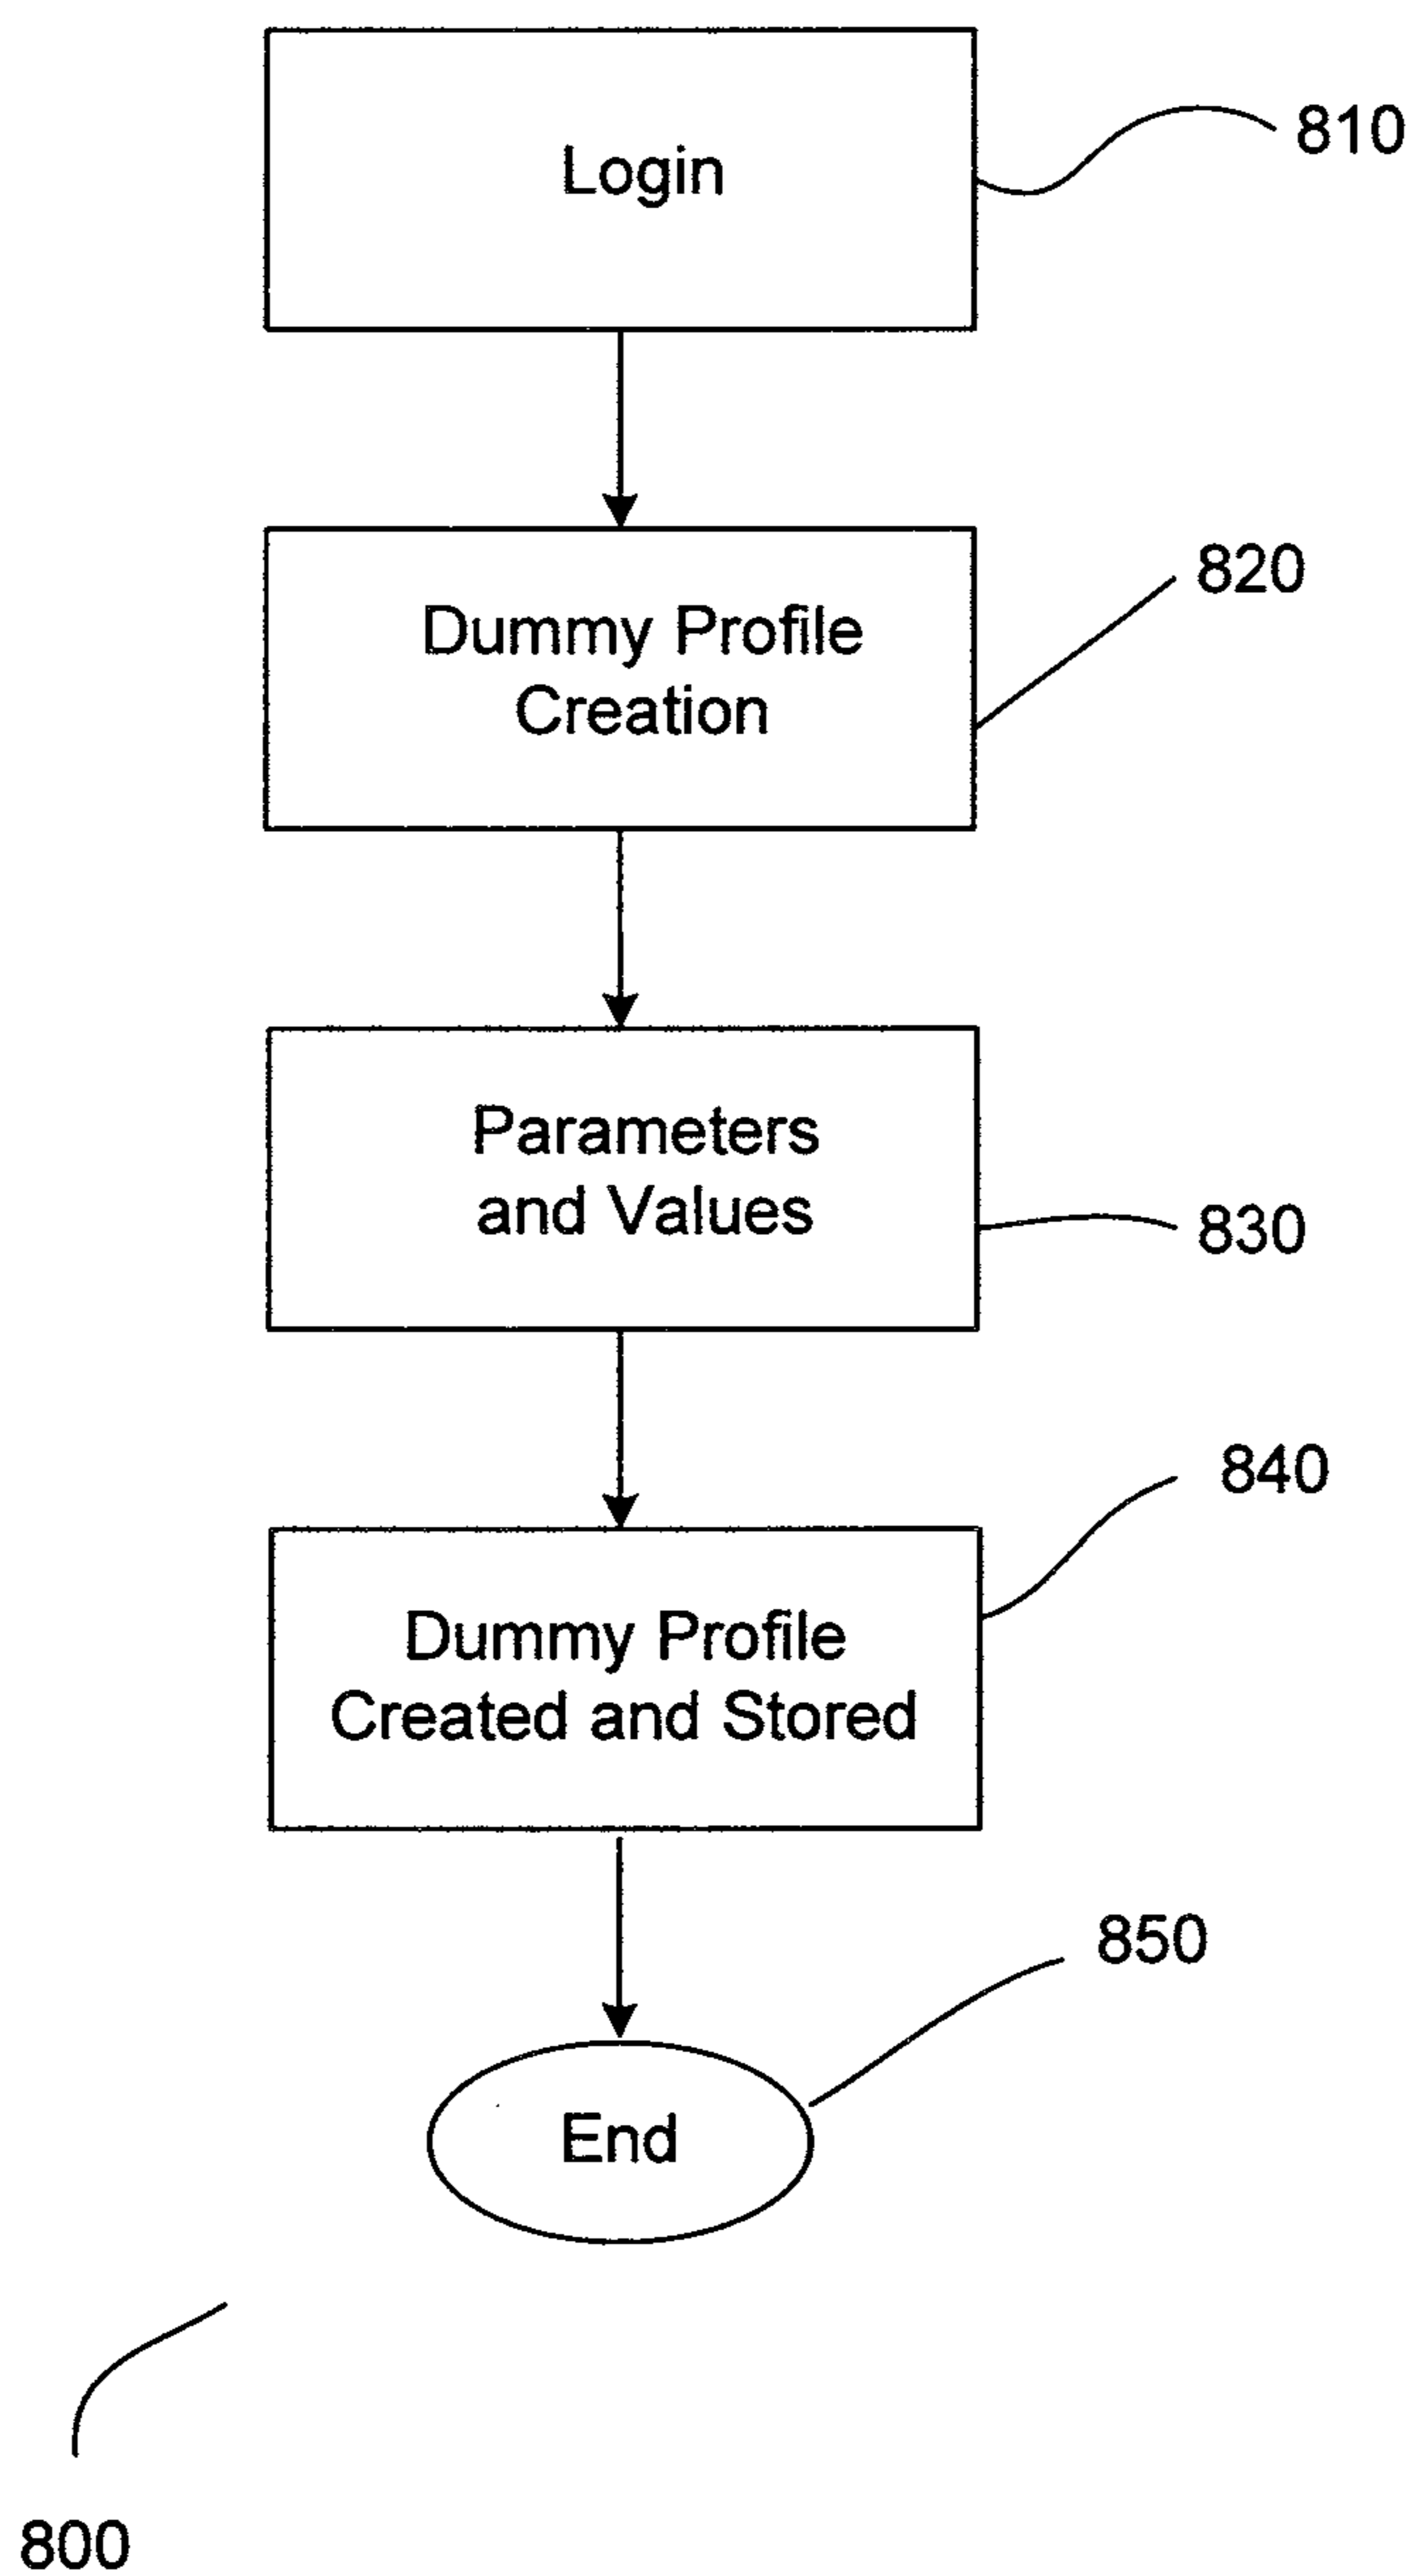 Login
810
Dummy Profile
Creation
820
Parameters
and Values
830
840
Dummy Profile
Created and Stored
850
End
800